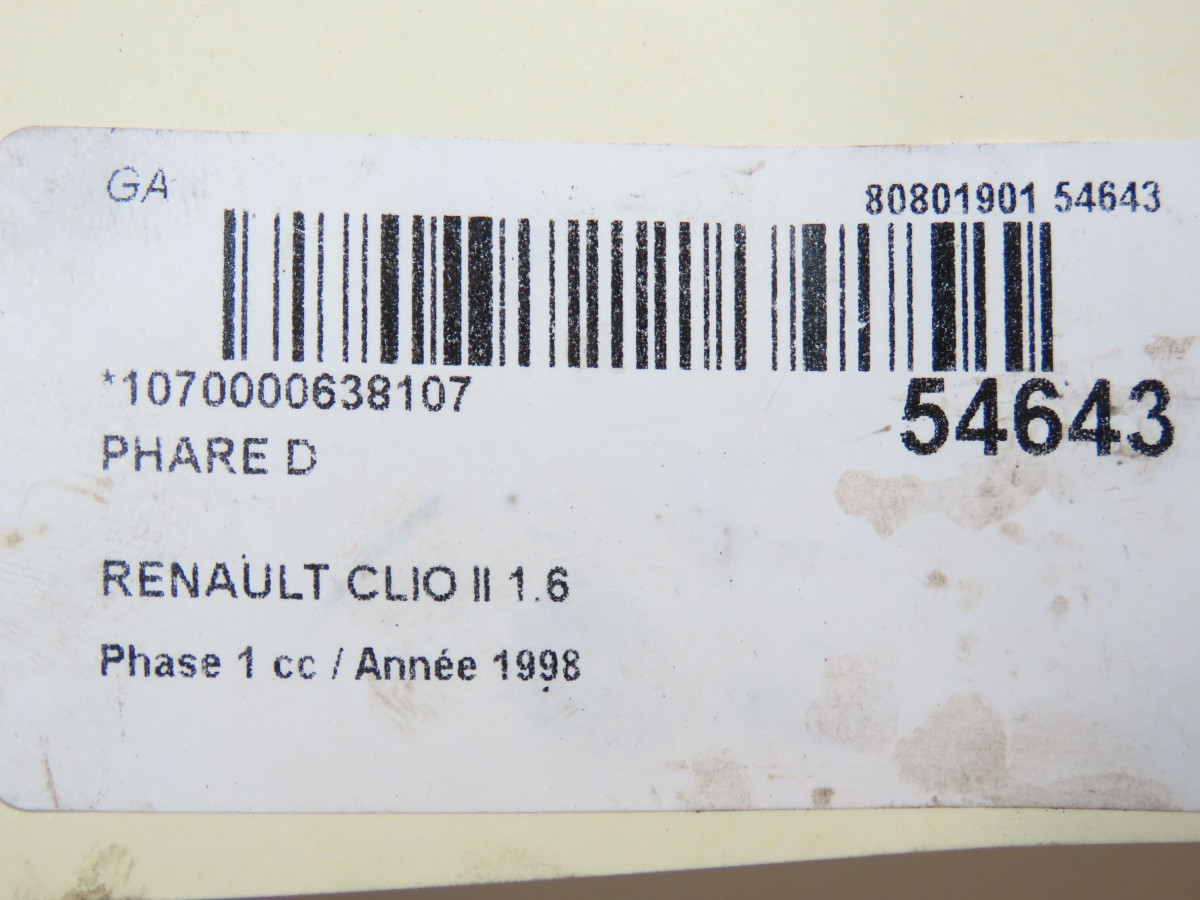 GA
80801901 54643
*1070000638107
54643
PHARE D
RENAULT CLIO II 1.6
Phase 1 cc / Année 1998